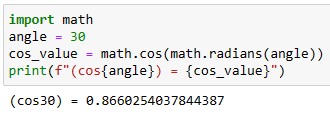 import math
angle = 30
cos_value = math.cos(math.radians(angle))
print(f"(cos{angle}) = {cos_value}")
(cos30) = 0.8660254037844387